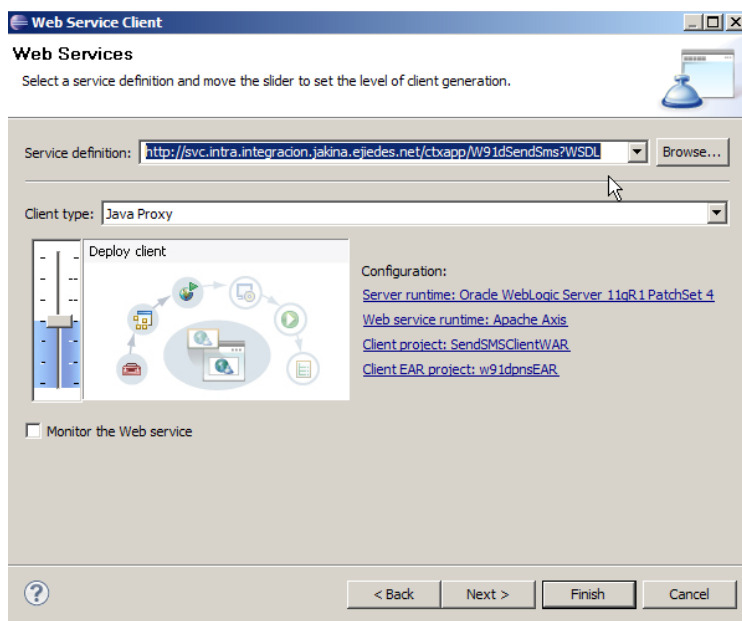 Web Service Client
Web Services
Select a service definition and move the slider to set the level of client generation.
Service definition: http://svc.intra.integracion.jakina.ejiedes.net/ctxapp/W91dSendSms?WSDL Browse...
Client type: Java Proxy
Deploy client
Configuration:
Server runtime: Oracle WebLogic Server 11gR1 PatchSet 4
Web service runtime: Apache Axis
Client project: SendSMSClientWAR
Client EAR project: w91dpnsEAR
Monitor the Web service
? < Back Next > Finish Cancel